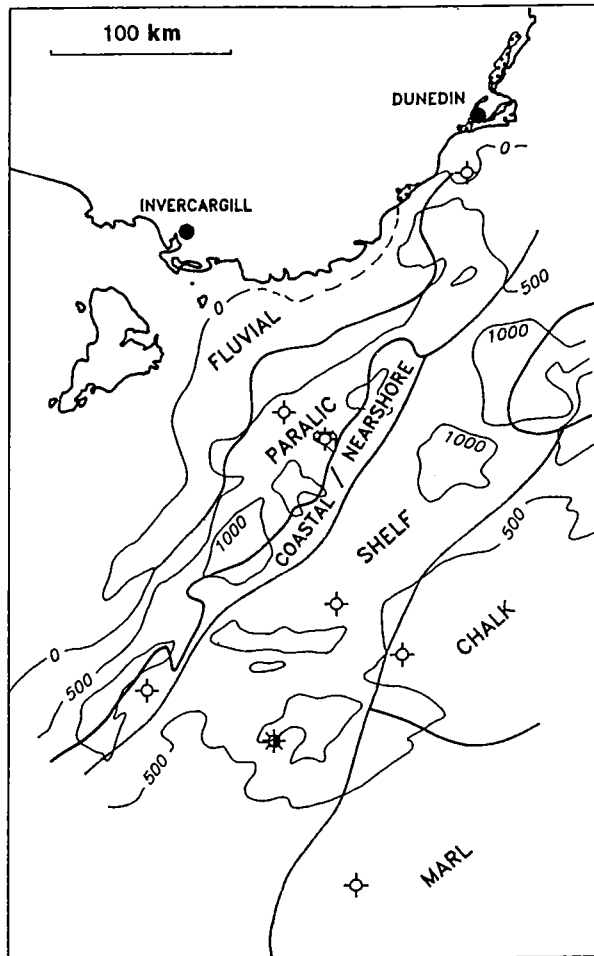 100 km
DUNEDIN
0
INVERCARGILL
0
500
FLUVIAL
1000
PARALIC
COASTAL / NEARSHORE
1000
1000
SHELF
500
CHALK
0
500
500
MARL